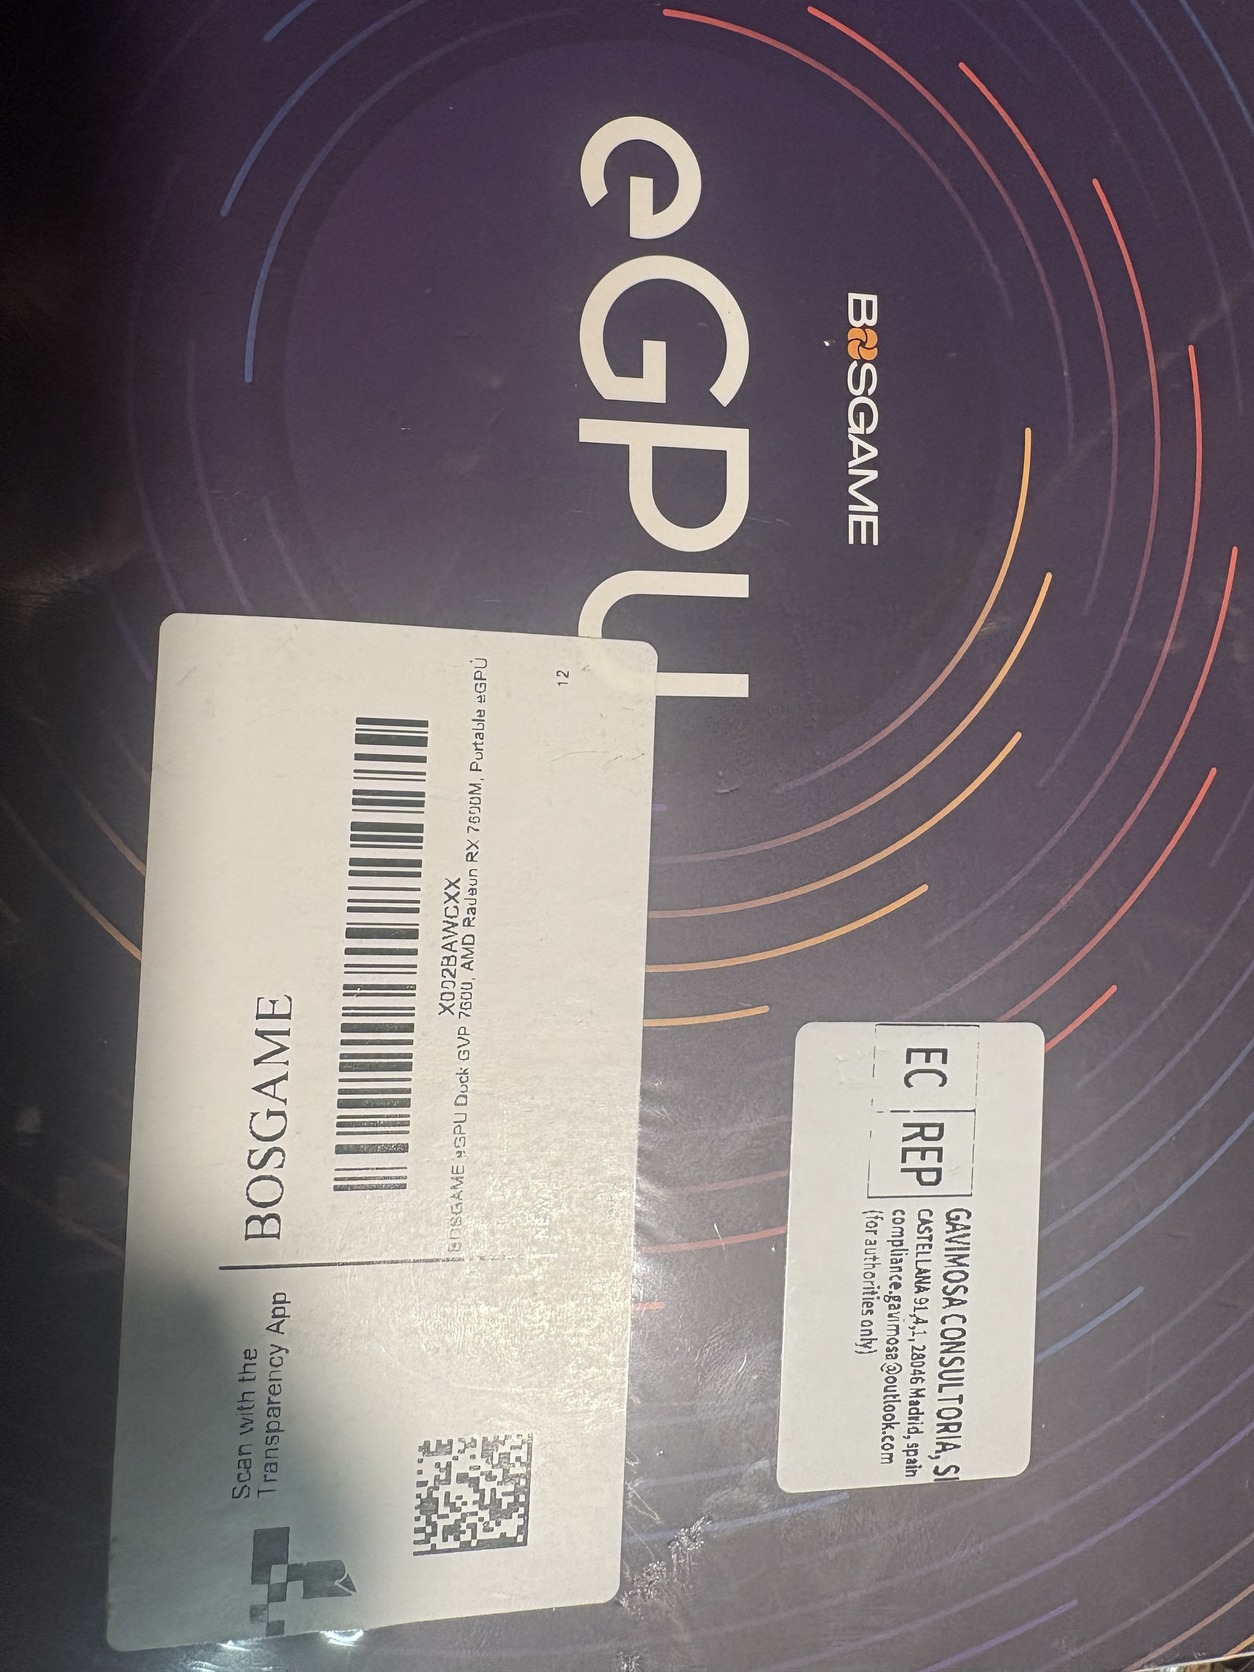 BOSGAME
eGPU
EC REP
GAVIMOSA CONSULTORIA, SI
CASTELLANA 91,4,1, 28046 Madrid, spain
compliance.gavimosa@outlook.com
(for authorities only)
BOSGAME
X002BAWCXX
BOSGAME eGPU Dock GVP 7600, AMD Radeon RX 7600M, Portable eGPU
12
Scan with the
Transparency App